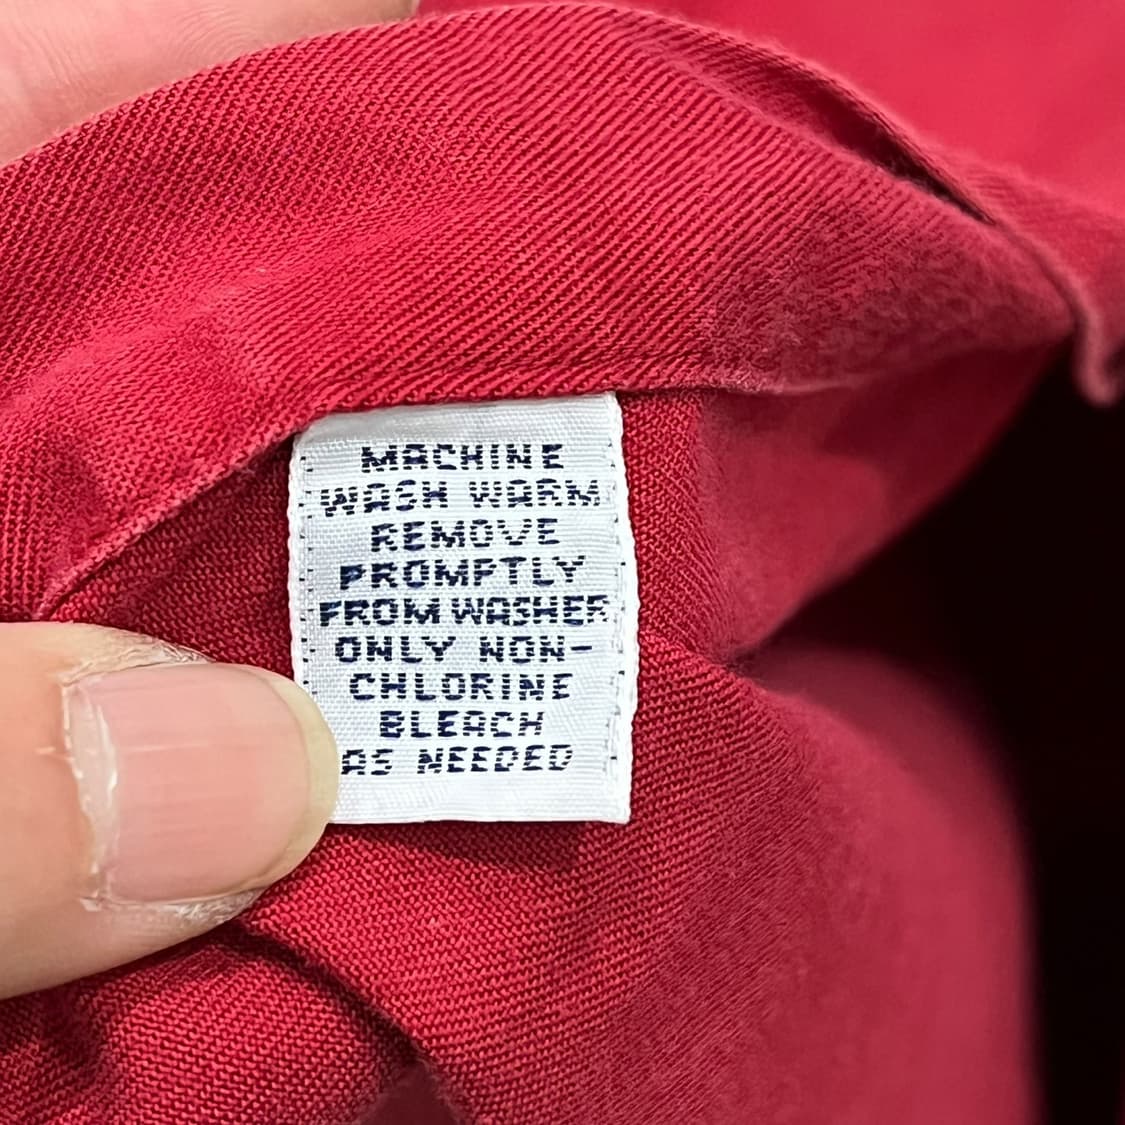 MACHINE
WASH WARM
REMOVE
PROMPTLY
FROM WASHER
ONLY NON-
CHLORINE
BLEACH
AS NEEDED